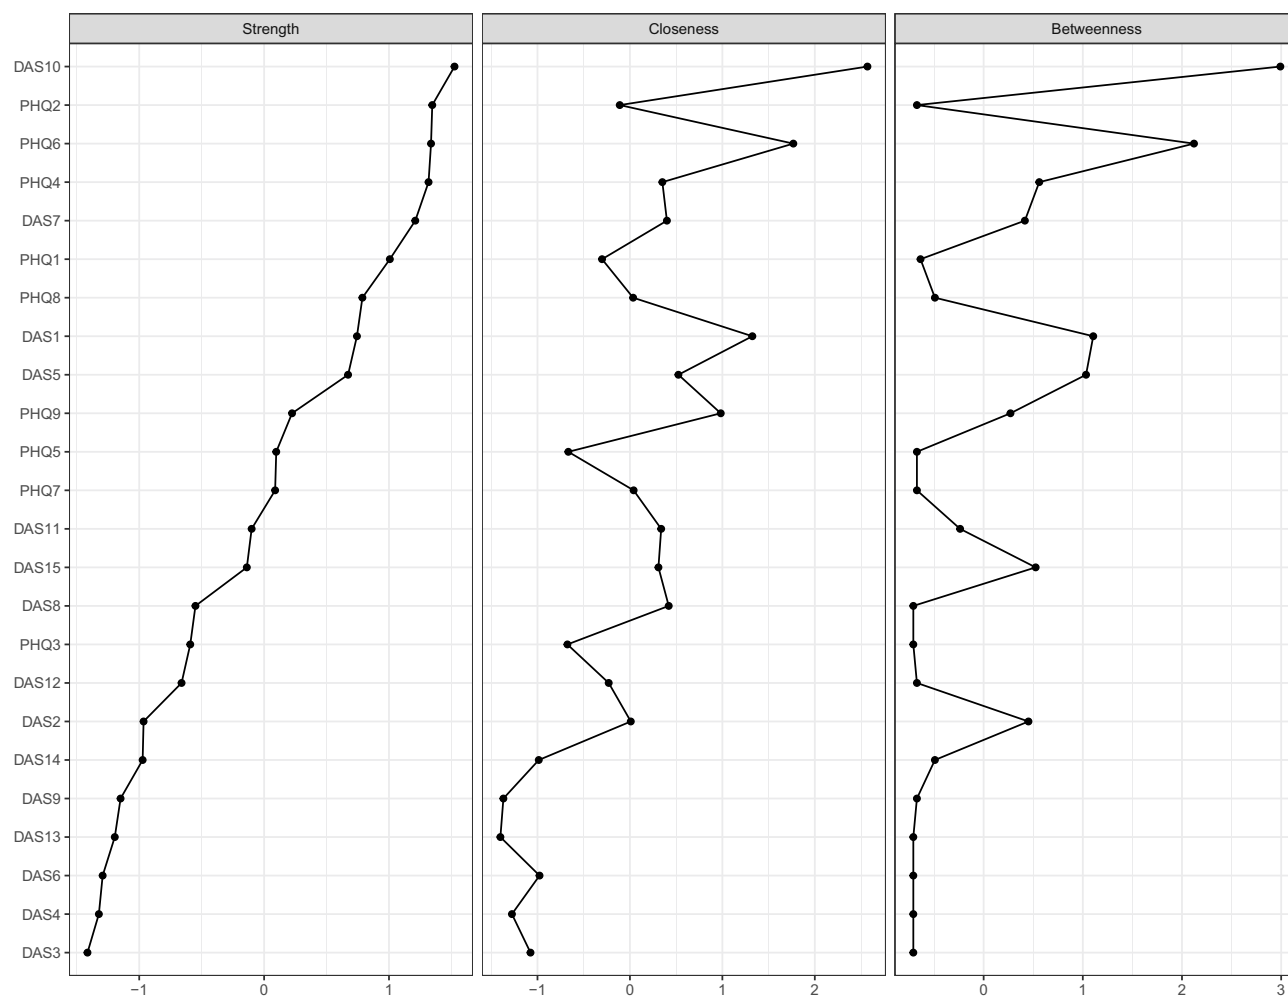 Strength Closeness Betweenness
DAS10
PHQ2
PHQ6
PHQ4
DAS7
PHQ1
PHQ8
DAS1
DAS5
PHQ9
PHQ5
PHQ7
DAS11
DAS15
DAS8
PHQ3
DAS12
DAS2
DAS14
DAS9
DAS13
DAS6
DAS4
DAS3
−1 0 1 −1 0 1 2 0 1 2 3